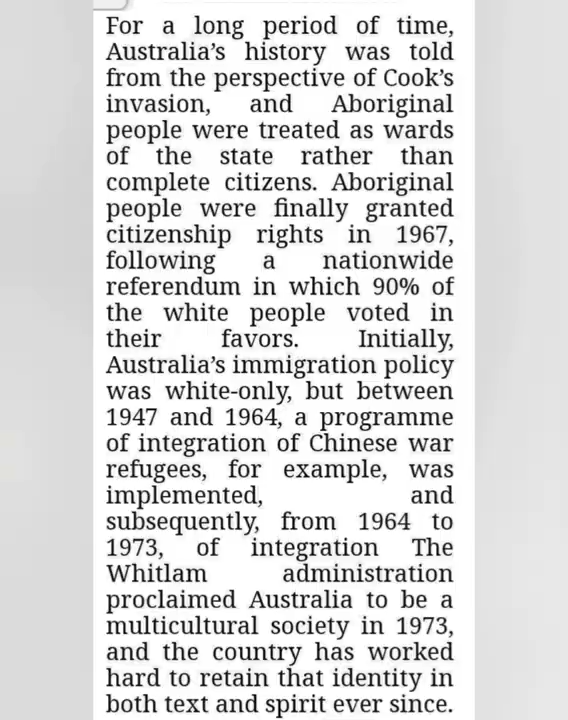 For a long period of time,
Australia's history was told
from the perspective of Cook's
invasion, and Aboriginal
people were treated as wards
of the state rather than
complete citizens. Aboriginal
people were finally granted
citizenship rights in 1967,
following a nationwide
referendum in which 90% of
the white people voted in
their favors. Initially,
Australia's immigration policy
was white-only, but between
1947 and 1964, a programme
of integration of Chinese war
refugees, for example, was
implemented, and
subsequently, from 1964 to
1973, of integration The
Whitlam administration
proclaimed Australia to be a
multicultural society in 1973,
and the country has worked
hard to retain that identity in
both text and spirit ever since.